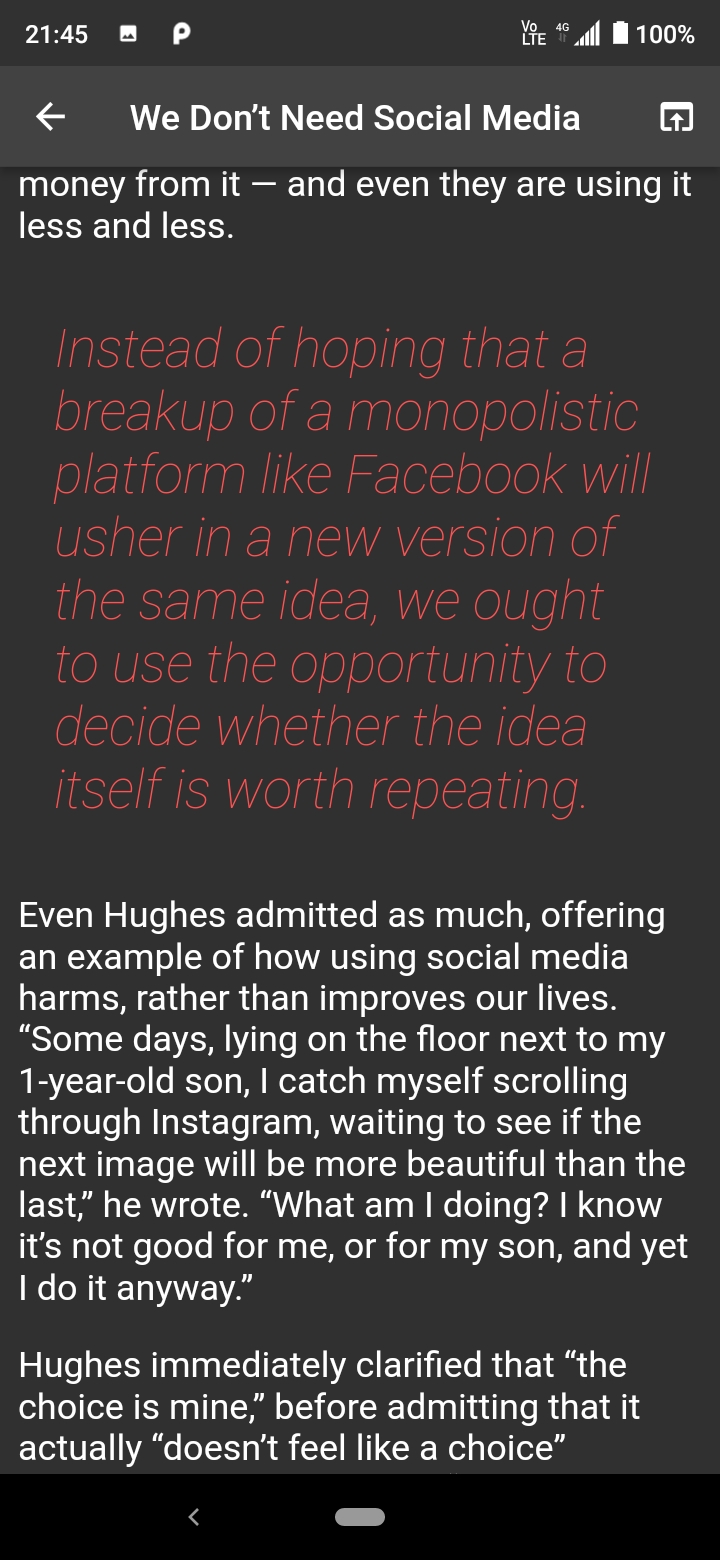 21:45
Vo LTE 4G 100%
We Don’t Need Social Media
money from it — and even they are using it
less and less.
Instead of hoping that a
breakup of a monopolistic
platform like Facebook will
usher in a new version of
the same idea, we ought
to use the opportunity to
decide whether the idea
itself is worth repeating.
Even Hughes admitted as much, offering
an example of how using social media
harms, rather than improves our lives.
“Some days, lying on the floor next to my
1-year-old son, I catch myself scrolling
through Instagram, waiting to see if the
next image will be more beautiful than the
last,” he wrote. “What am I doing? I know
it’s not good for me, or for my son, and yet
I do it anyway.”
Hughes immediately clarified that “the
choice is mine,” before admitting that it
actually “doesn’t feel like a choice”